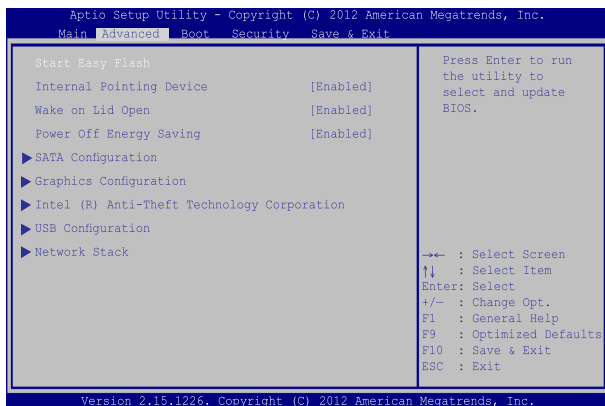 Aptio Setup Utility - Copyright (C) 2012 American Megatrends, Inc.
Main Advanced Boot Security Save & Exit
Start Easy Flash
Internal Pointing Device [Enabled]
Wake on Lid Open [Enabled]
Power Off Energy Saving [Enabled]
SATA Configuration
Graphics Configuration
Intel (R) Anti-Theft Technology Corporation
USB Configuration
Network Stack
Press Enter to run
the utility to
select and update
BIOS.
→← : Select Screen
↑↓ : Select Item
Enter: Select
+/— : Change Opt.
F1 : General Help
F9 : Optimized Defaults
F10 : Save & Exit
ESC : Exit
Version 2.15.1226. Copyright (C) 2012 American Megatrends, Inc.